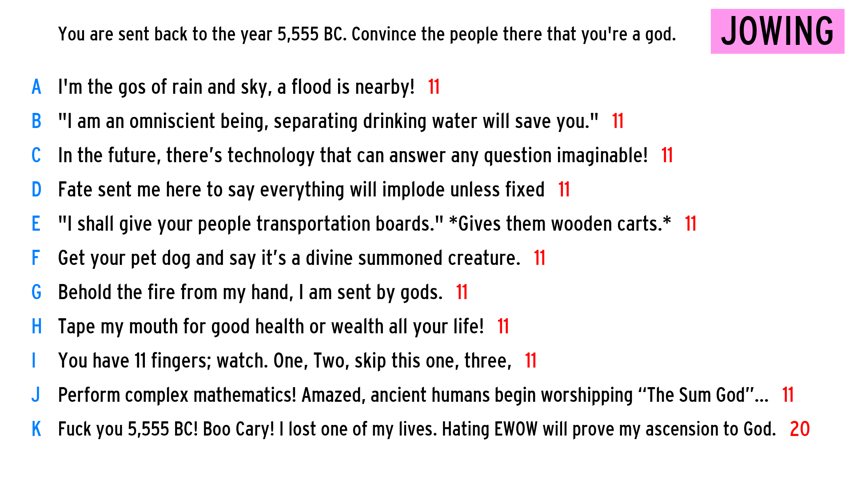 You are sent back to the year 5,555 BC. Convince the people there that you're a god.
JOWING
A I'm the gos of rain and sky, a flood is nearby! 11
B "I am an omniscient being, separating drinking water will save you." 11
C In the future, there’s technology that can answer any question imaginable! 11
D Fate sent me here to say everything will implode unless fixed 11
E "I shall give your people transportation boards." *Gives them wooden carts.* 11
F Get your pet dog and say it’s a divine summoned creature. 11
G Behold the fire from my hand, I am sent by gods. 11
H Tape my mouth for good health or wealth all your life! 11
I You have 11 fingers; watch. One, Two, skip this one, three, 11
J Perform complex mathematics! Amazed, ancient humans begin worshipping “The Sum God”... 11
K Fuck you 5,555 BC! Boo Cary! I lost one of my lives. Hating EWOW will prove my ascension to God. 20